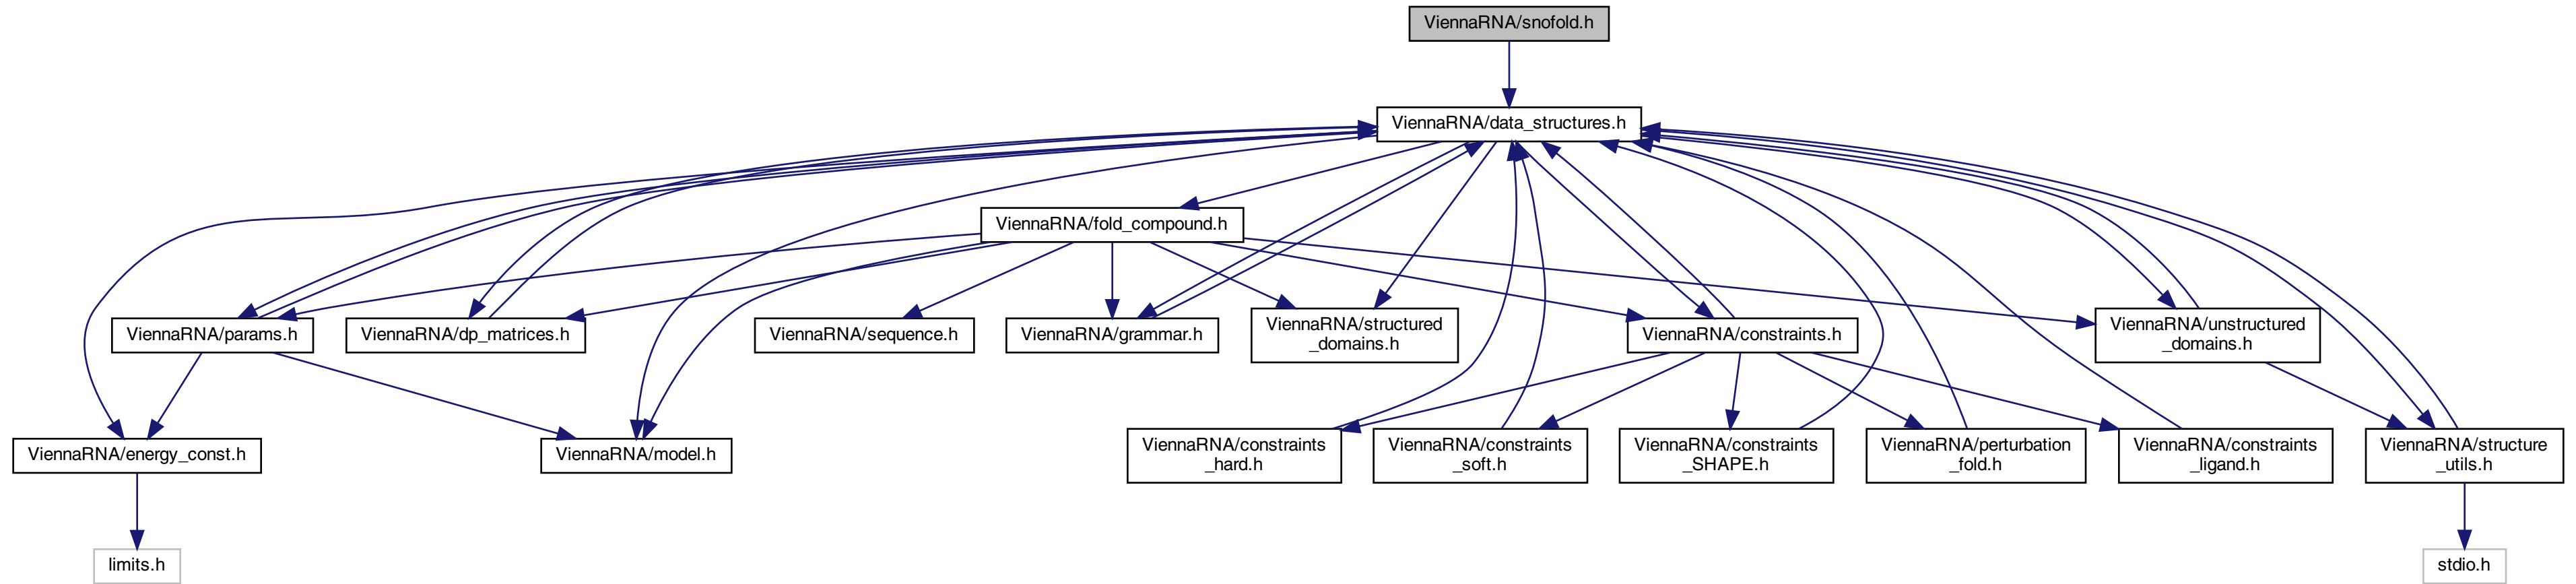 ViennaRNA/snofold.h
ViennaRNA/data_structures.h
ViennaRNA/fold_compound.h
ViennaRNA/params.h
ViennaRNA/dp_matrices.h
ViennaRNA/sequence.h
ViennaRNA/grammar.h
ViennaRNA/structured
_domains.h
ViennaRNA/constraints.h
ViennaRNA/unstructured
_domains.h
ViennaRNA/energy_const.h
ViennaRNA/model.h
ViennaRNA/constraints
_hard.h
ViennaRNA/constraints
_soft.h
ViennaRNA/constraints
_SHAPE.h
ViennaRNA/perturbation
_fold.h
ViennaRNA/constraints
_ligand.h
ViennaRNA/structure
_utils.h
limits.h
stdio.h